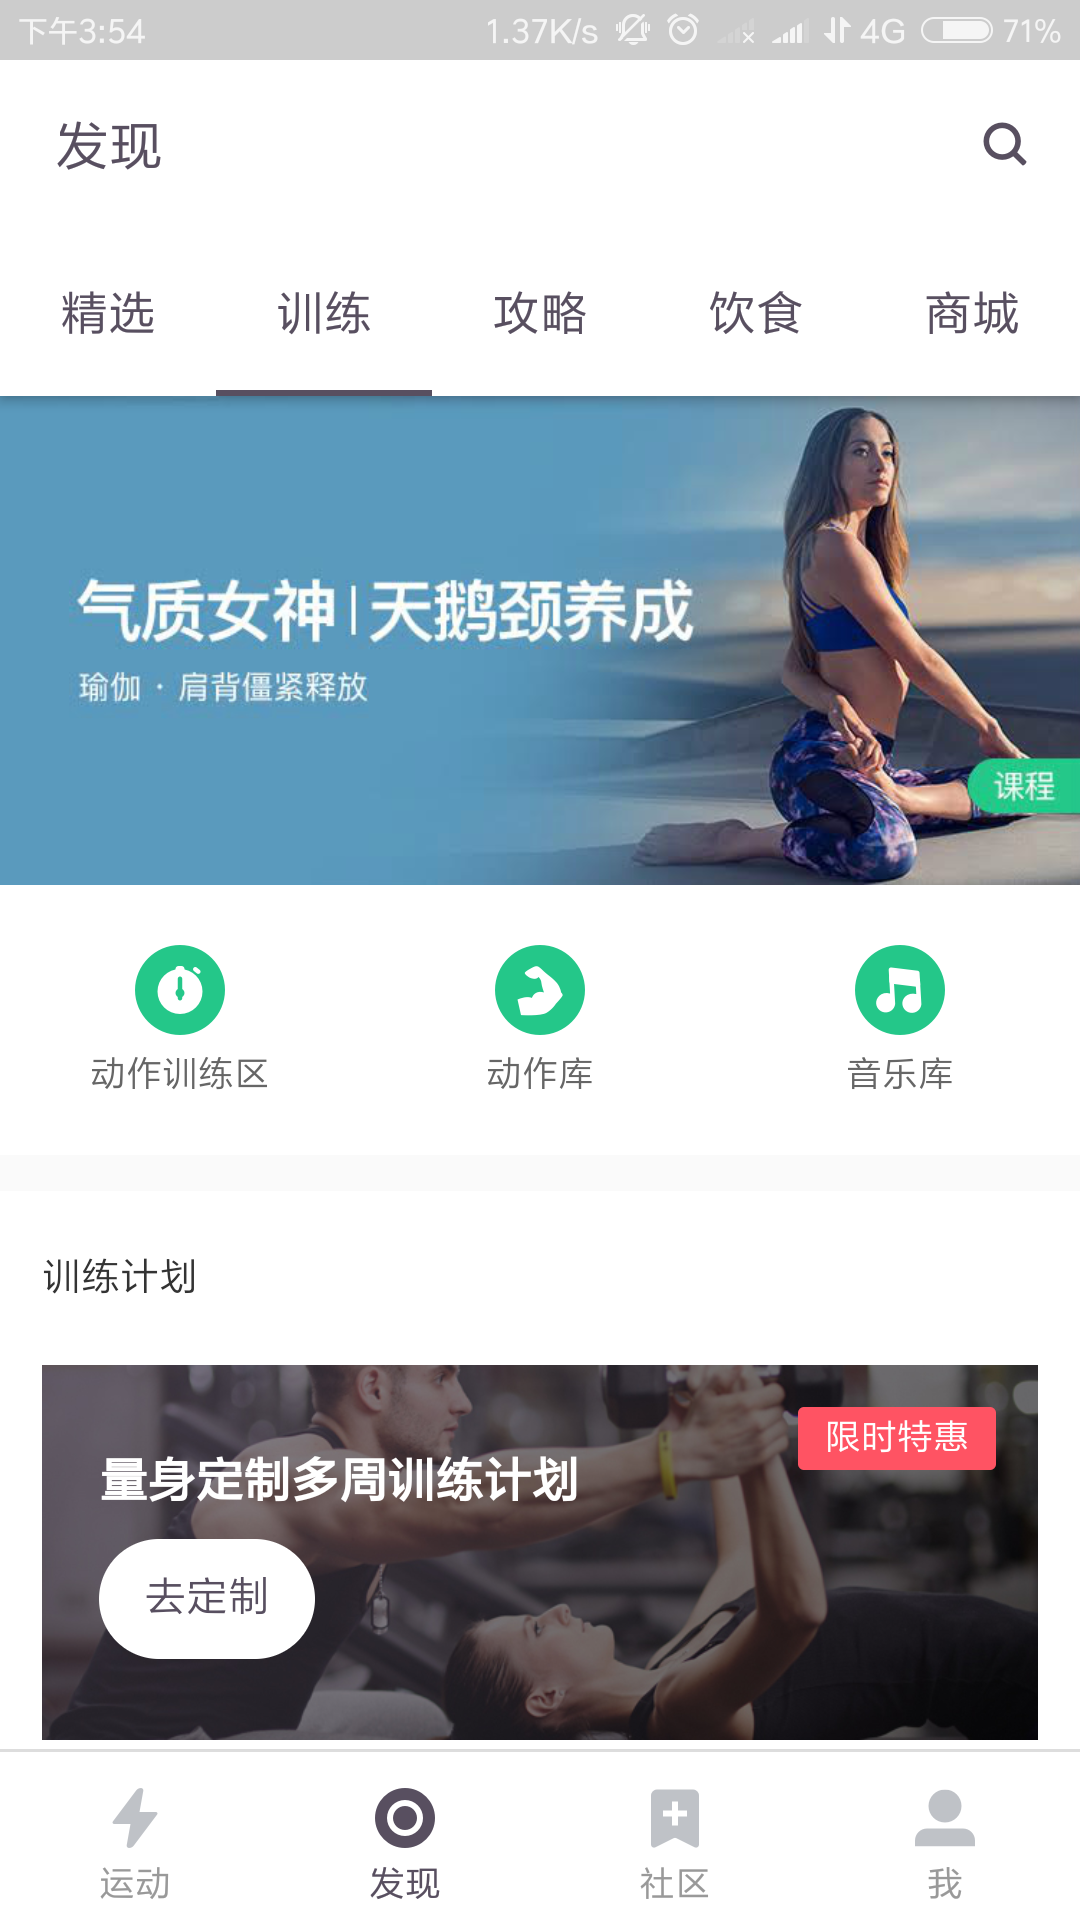 下午3:54 1.37K/s 4G 71%
发现
精选 训练 攻略 饮食 商城
气质女神|天鹅颈养成
瑜伽 · 肩背僵紧释放
课程
动作训练区 动作库 音乐库
训练计划
限时特惠
量身定制多周训练计划
去定制
运动 发现 社区 我